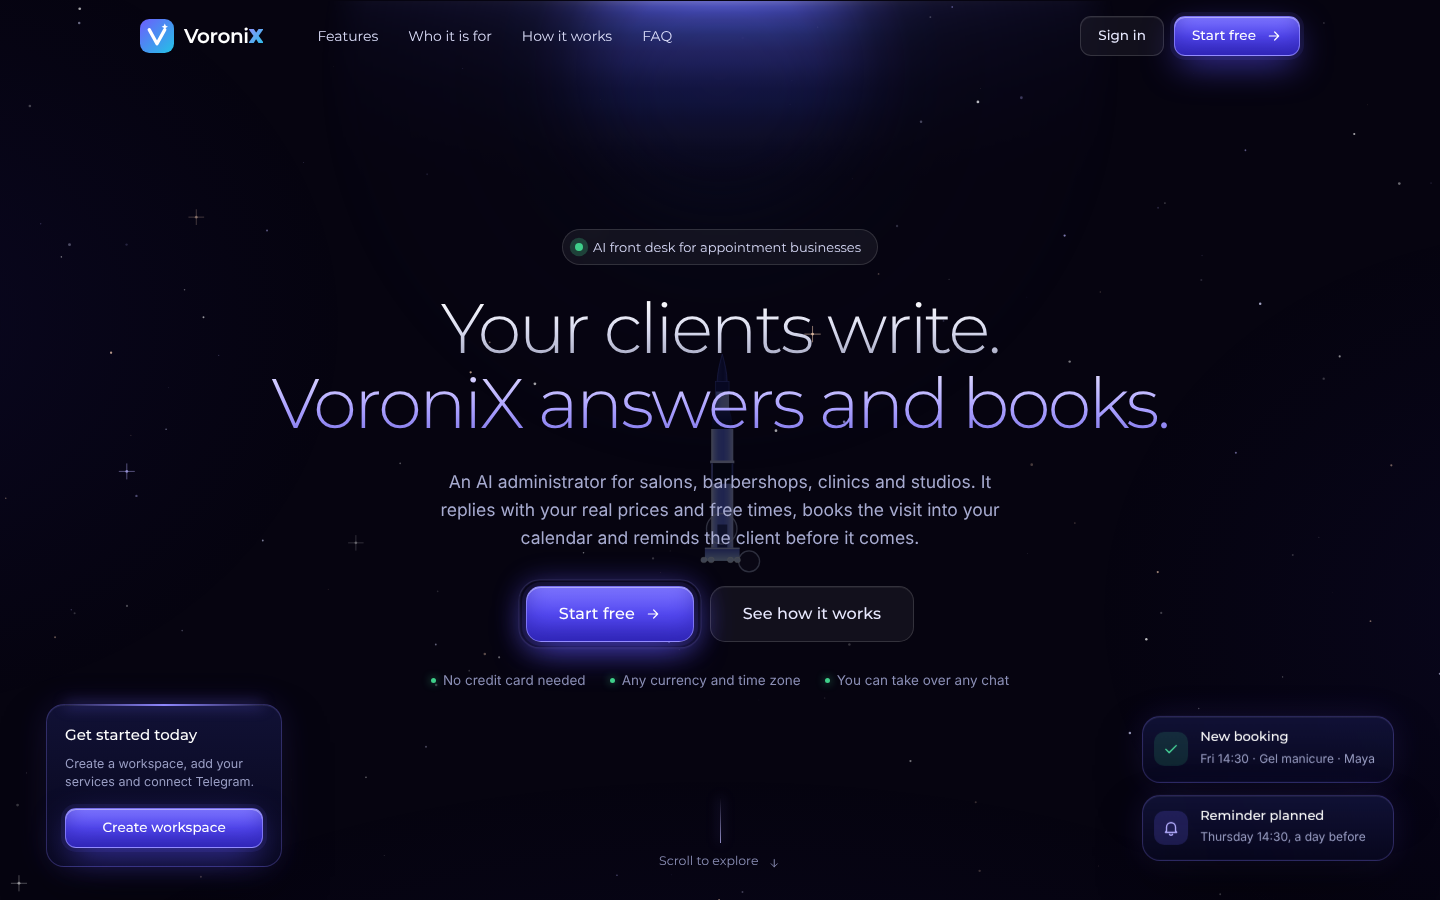 VoroniX
Features
Who it is for
How it works
FAQ
Sign in
Start free
AI front desk for appointment businesses
Your clients write.
VoroniX answers and books.
An AI administrator for salons, barbershops, clinics and studios. It
replies with your real prices and free times, books the visit into your
calendar and reminds the client before it comes.
Start free
See how it works
No credit card needed
Any currency and time zone
You can take over any chat
Get started today
Create a workspace, add your
services and connect Telegram.
Create workspace
New booking
Fri 14:30 · Gel manicure · Maya
Reminder planned
Thursday 14:30, a day before
Scroll to explore